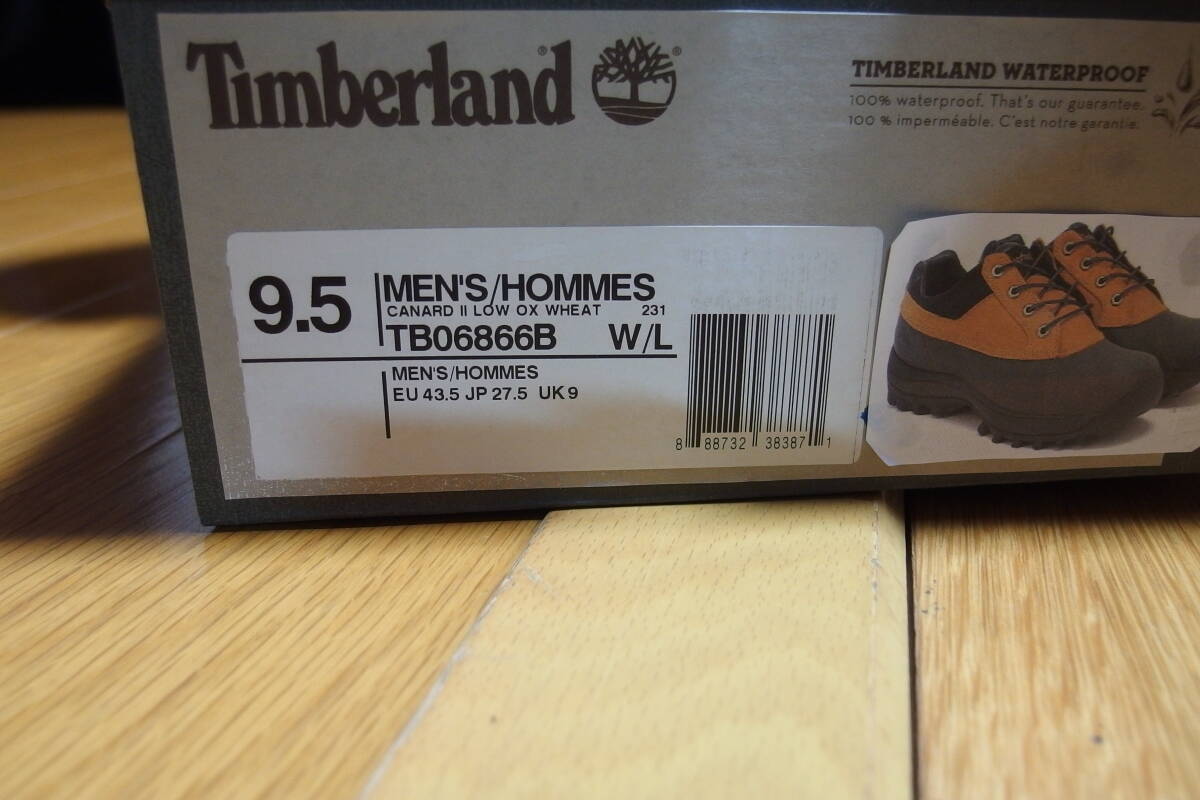 Timberland®
®
TIMBERLAND WATERPROOF
100% waterproof. That's our guarantee.
100 % imperméable. C'est notre garantie.
9.5
MEN'S/HOMMES
CANARD II LOW OX WHEAT 231
TB06866B W/L
MEN'S/HOMMES
EU 43.5 JP 27.5 UK 9
8 88732 38387 1